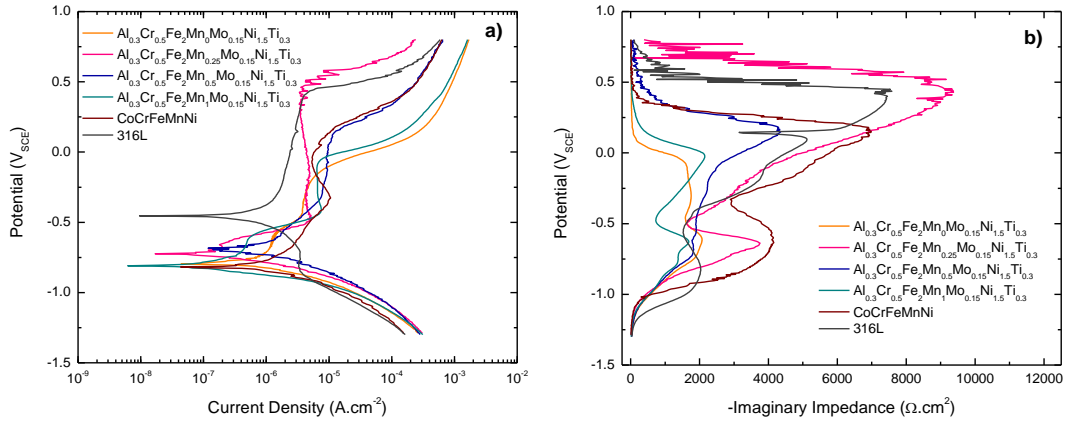 a)
Al0.3Cr0.5Fe2Mn0Mo0.15Ni1.5Ti0.3
Al0.3Cr0.5Fe2Mn0.25Mo0.15Ni1.5Ti0.3
Al0.3Cr0.5Fe2Mn0.5Mo0.15Ni1.5Ti0.3
Al0.3Cr0.5Fe2Mn1Mo0.15Ni1.5Ti0.3
CoCrFeMnNi
316L
Potential (VSCE)
1.0
0.5
0.0
-0.5
-1.0
-1.5
10-9 10-8 10-7 10-6 10-5 10-4 10-3 10-2
Current Density (A.cm-2)
b)
Potential (VSCE)
1.0
0.5
0.0
-0.5
-1.0
-1.5
Al0.3Cr0.5Fe2Mn0Mo0.15Ni1.5Ti0.3
Al0.3Cr0.5Fe2Mn0.25Mo0.15Ni1.5Ti0.3
Al0.3Cr0.5Fe2Mn0.5Mo0.15Ni1.5Ti0.3
Al0.3Cr0.5Fe2Mn1Mo0.15Ni1.5Ti0.3
CoCrFeMnNi
316L
0 2000 4000 6000 8000 10000 12000
-Imaginary Impedance (Ω.cm2)